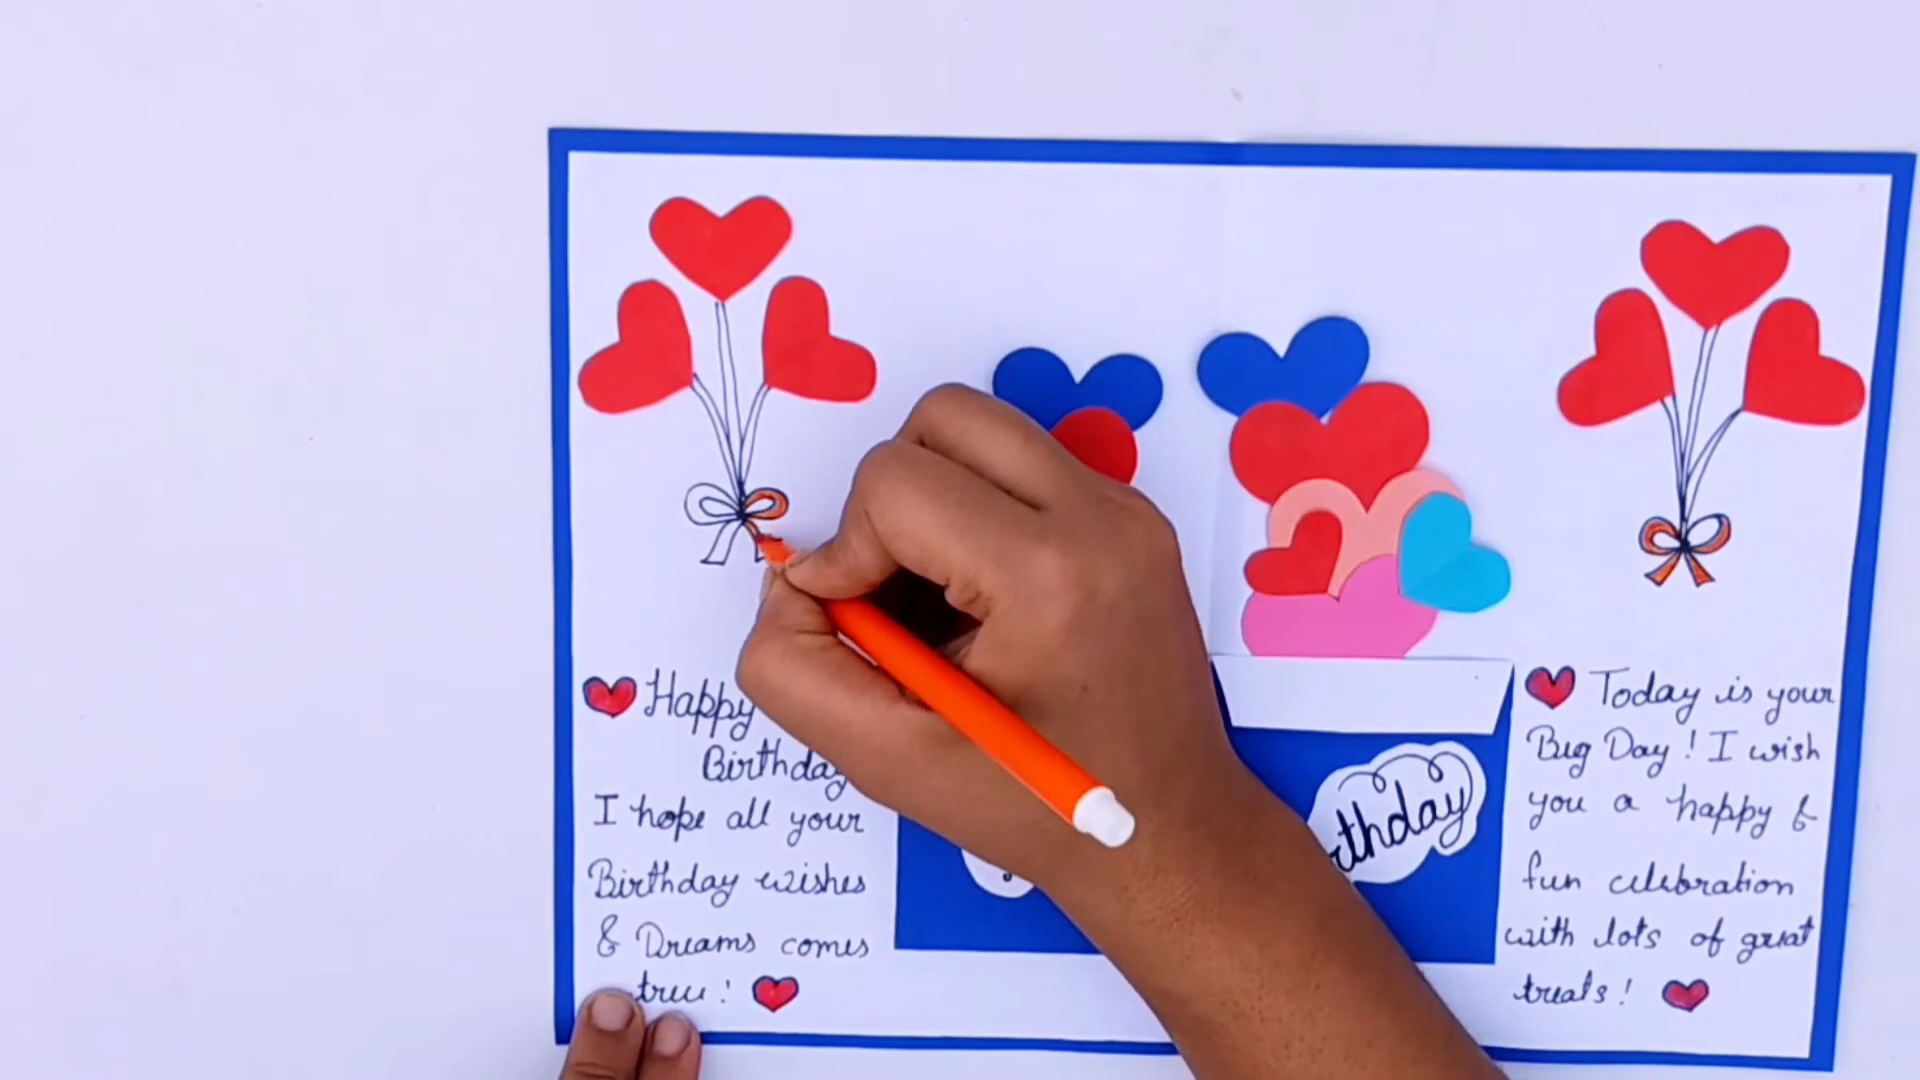 Happy
Birthday
I hope all your
Birthday wishes
& Dreams comes
true!
rthday
Today is your
Big Day! I wish
you a happy &
fun celebration
with lots of great
treats!